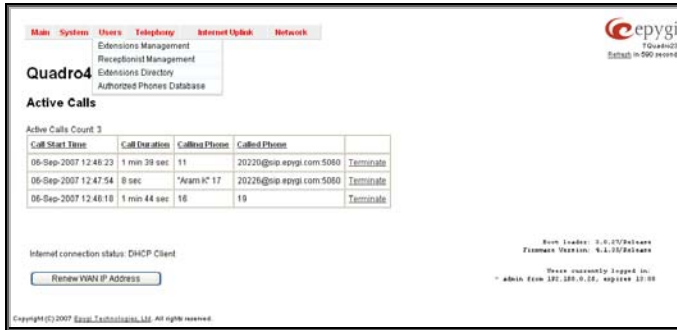 Main System Users Telephony Internet Uplink Network
epygi
Extensions Management
Receptionist Management
Extensions Directory
Authorized Phones Database
Refresh in 590 second
Quadro4
Active Calls
Active Calls Count: 3
Call Start Time Call Duration Calling Phone Called Phone
06-Sep-2007 12:46:23 1 min 39 sec 11 20220@sip.epygi.com:5060 Terminate
06-Sep-2007 12:47:54 8 sec "Aram K" 17 20226@sip.epygi.com:5060 Terminate
06-Sep-2007 12:46:18 1 min 44 sec 16 19 Terminate
Internet connection status: DHCP Client
Renew WAN IP Address
Users currently logged in:
Copyright (C) 2007 Epygi Technologies, Ltd. All rights reserved.